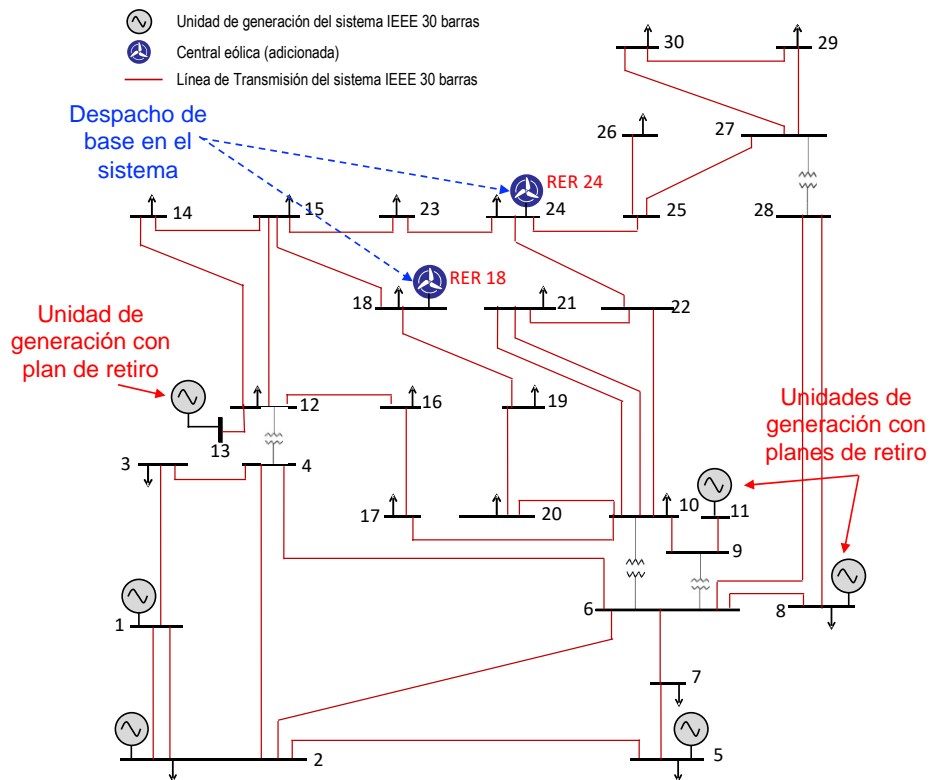 Unidad de generación del sistema IEEE 30 barras
Central eólica (adicionada)
Línea de Transmisión del sistema IEEE 30 barras
30
29
Despacho de
base en el
sistema
26
27
RER 24
14
15
23
24
25
28
RER 18
18
21
22
Unidad de
generación con
plan de retiro
12
16
19
Unidades de
generación con
planes de retiro
13
3
4
17
20
10
11
9
1
6
8
7
2
5